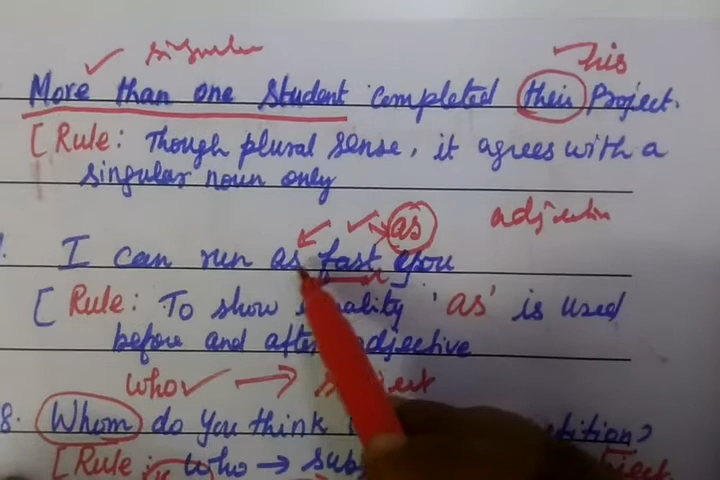 singular his
More than one student completed their Project.
[Rule: Though plural sense, it agrees with a
singular noun only
as adjective
I can run as fast you
[Rule: To show equality 'as' is used
before and after adjective
who →
8. Whom do you think
[Rule: who →